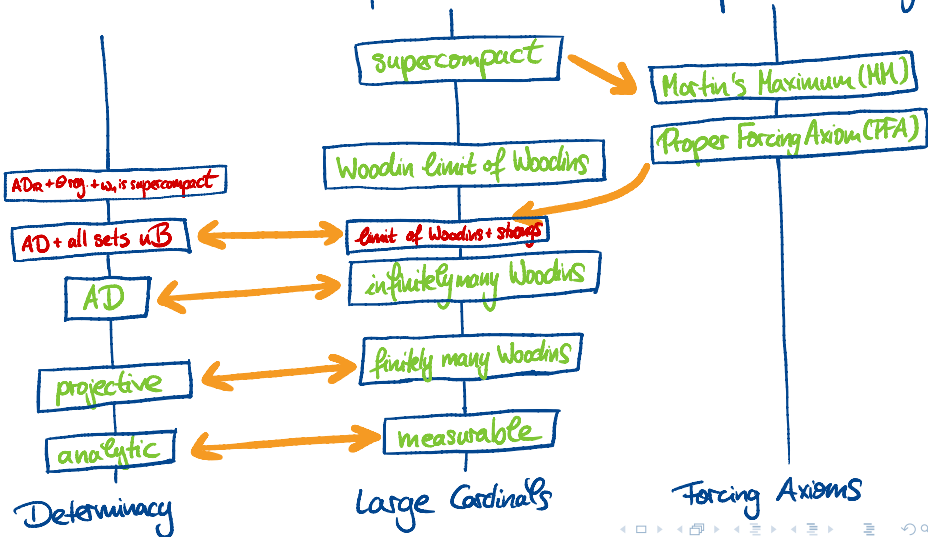 supercompact
Martin's Maximum (MM)
Proper Forcing Axiom (PFA)
Woodin limit of Woodins
ADℝ + Θ reg. + ω₁ is supercompact
AD + all sets uB
limit of Woodins + strongs
infinitely many Woodins
AD
finitely many Woodins
projective
measurable
analytic
Determinacy
Large Cardinals
Forcing Axioms